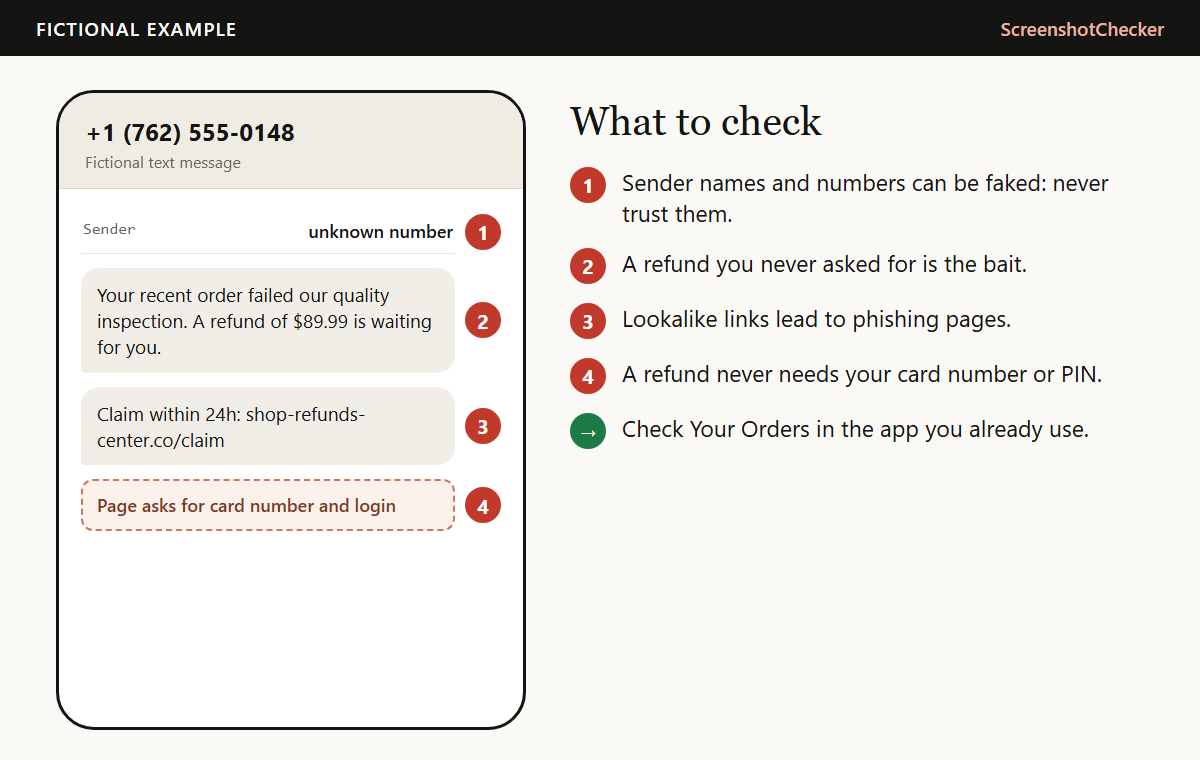 FICTIONAL EXAMPLE
ScreenshotChecker
+1 (762) 555-0148
Fictional text message
Sender
unknown number
1
Your recent order failed our quality
inspection. A refund of $89.99 is waiting
for you.
2
Claim within 24h: shop-refunds-
center.co/claim
3
Page asks for card number and login
4
What to check
1
Sender names and numbers can be faked: never
trust them.
2
A refund you never asked for is the bait.
3
Lookalike links lead to phishing pages.
4
A refund never needs your card number or PIN.
→
Check Your Orders in the app you already use.